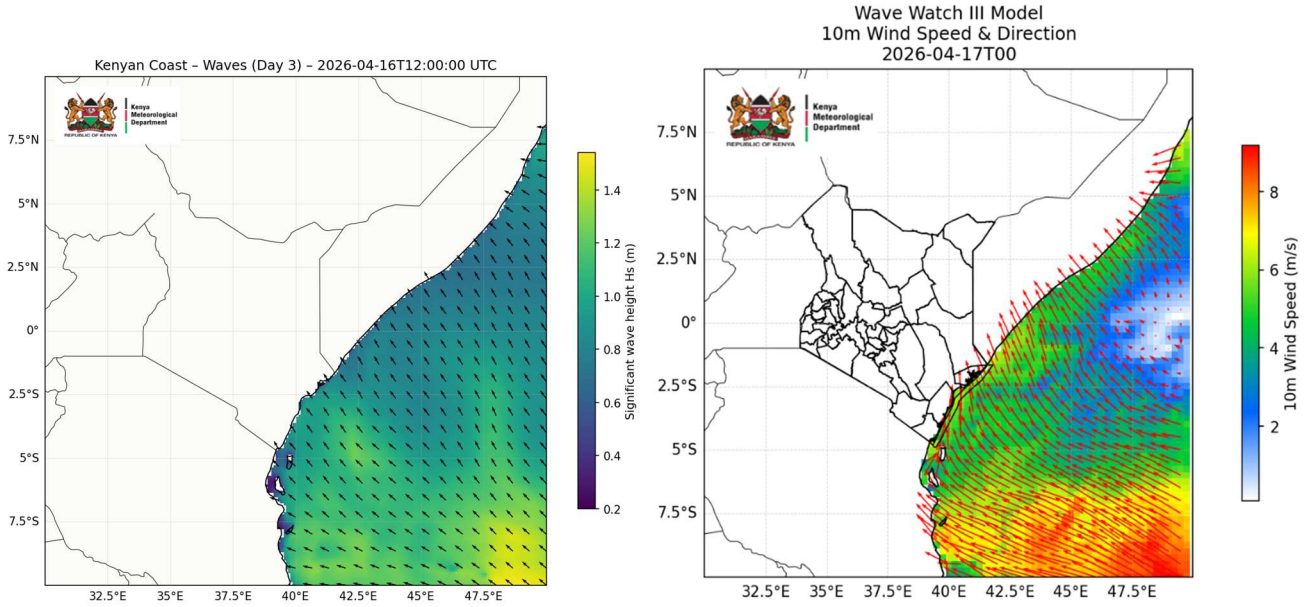 Kenyan Coast – Waves (Day 3) – 2026-04-16T12:00:00 UTC
Kenya
Meteorological
Department
REPUBLIC OF KENYA
7.5°N
5°N
2.5°N
0°
2.5°S
5°S
7.5°S
32.5°E 35°E 37.5°E 40°E 42.5°E 45°E 47.5°E
1.4
1.2
1.0
0.8
0.6
0.4
0.2
Significant wave height Hs (m)
Wave Watch III Model
10m Wind Speed & Direction
2026-04-17T00
Kenya
Meteorological
Department
REPUBLIC OF KENYA
7.5°N
5°N
2.5°N
0°
2.5°S
5°S
7.5°S
32.5°E 35°E 37.5°E 40°E 42.5°E 45°E 47.5°E
8
6
4
2
10m Wind Speed (m/s)